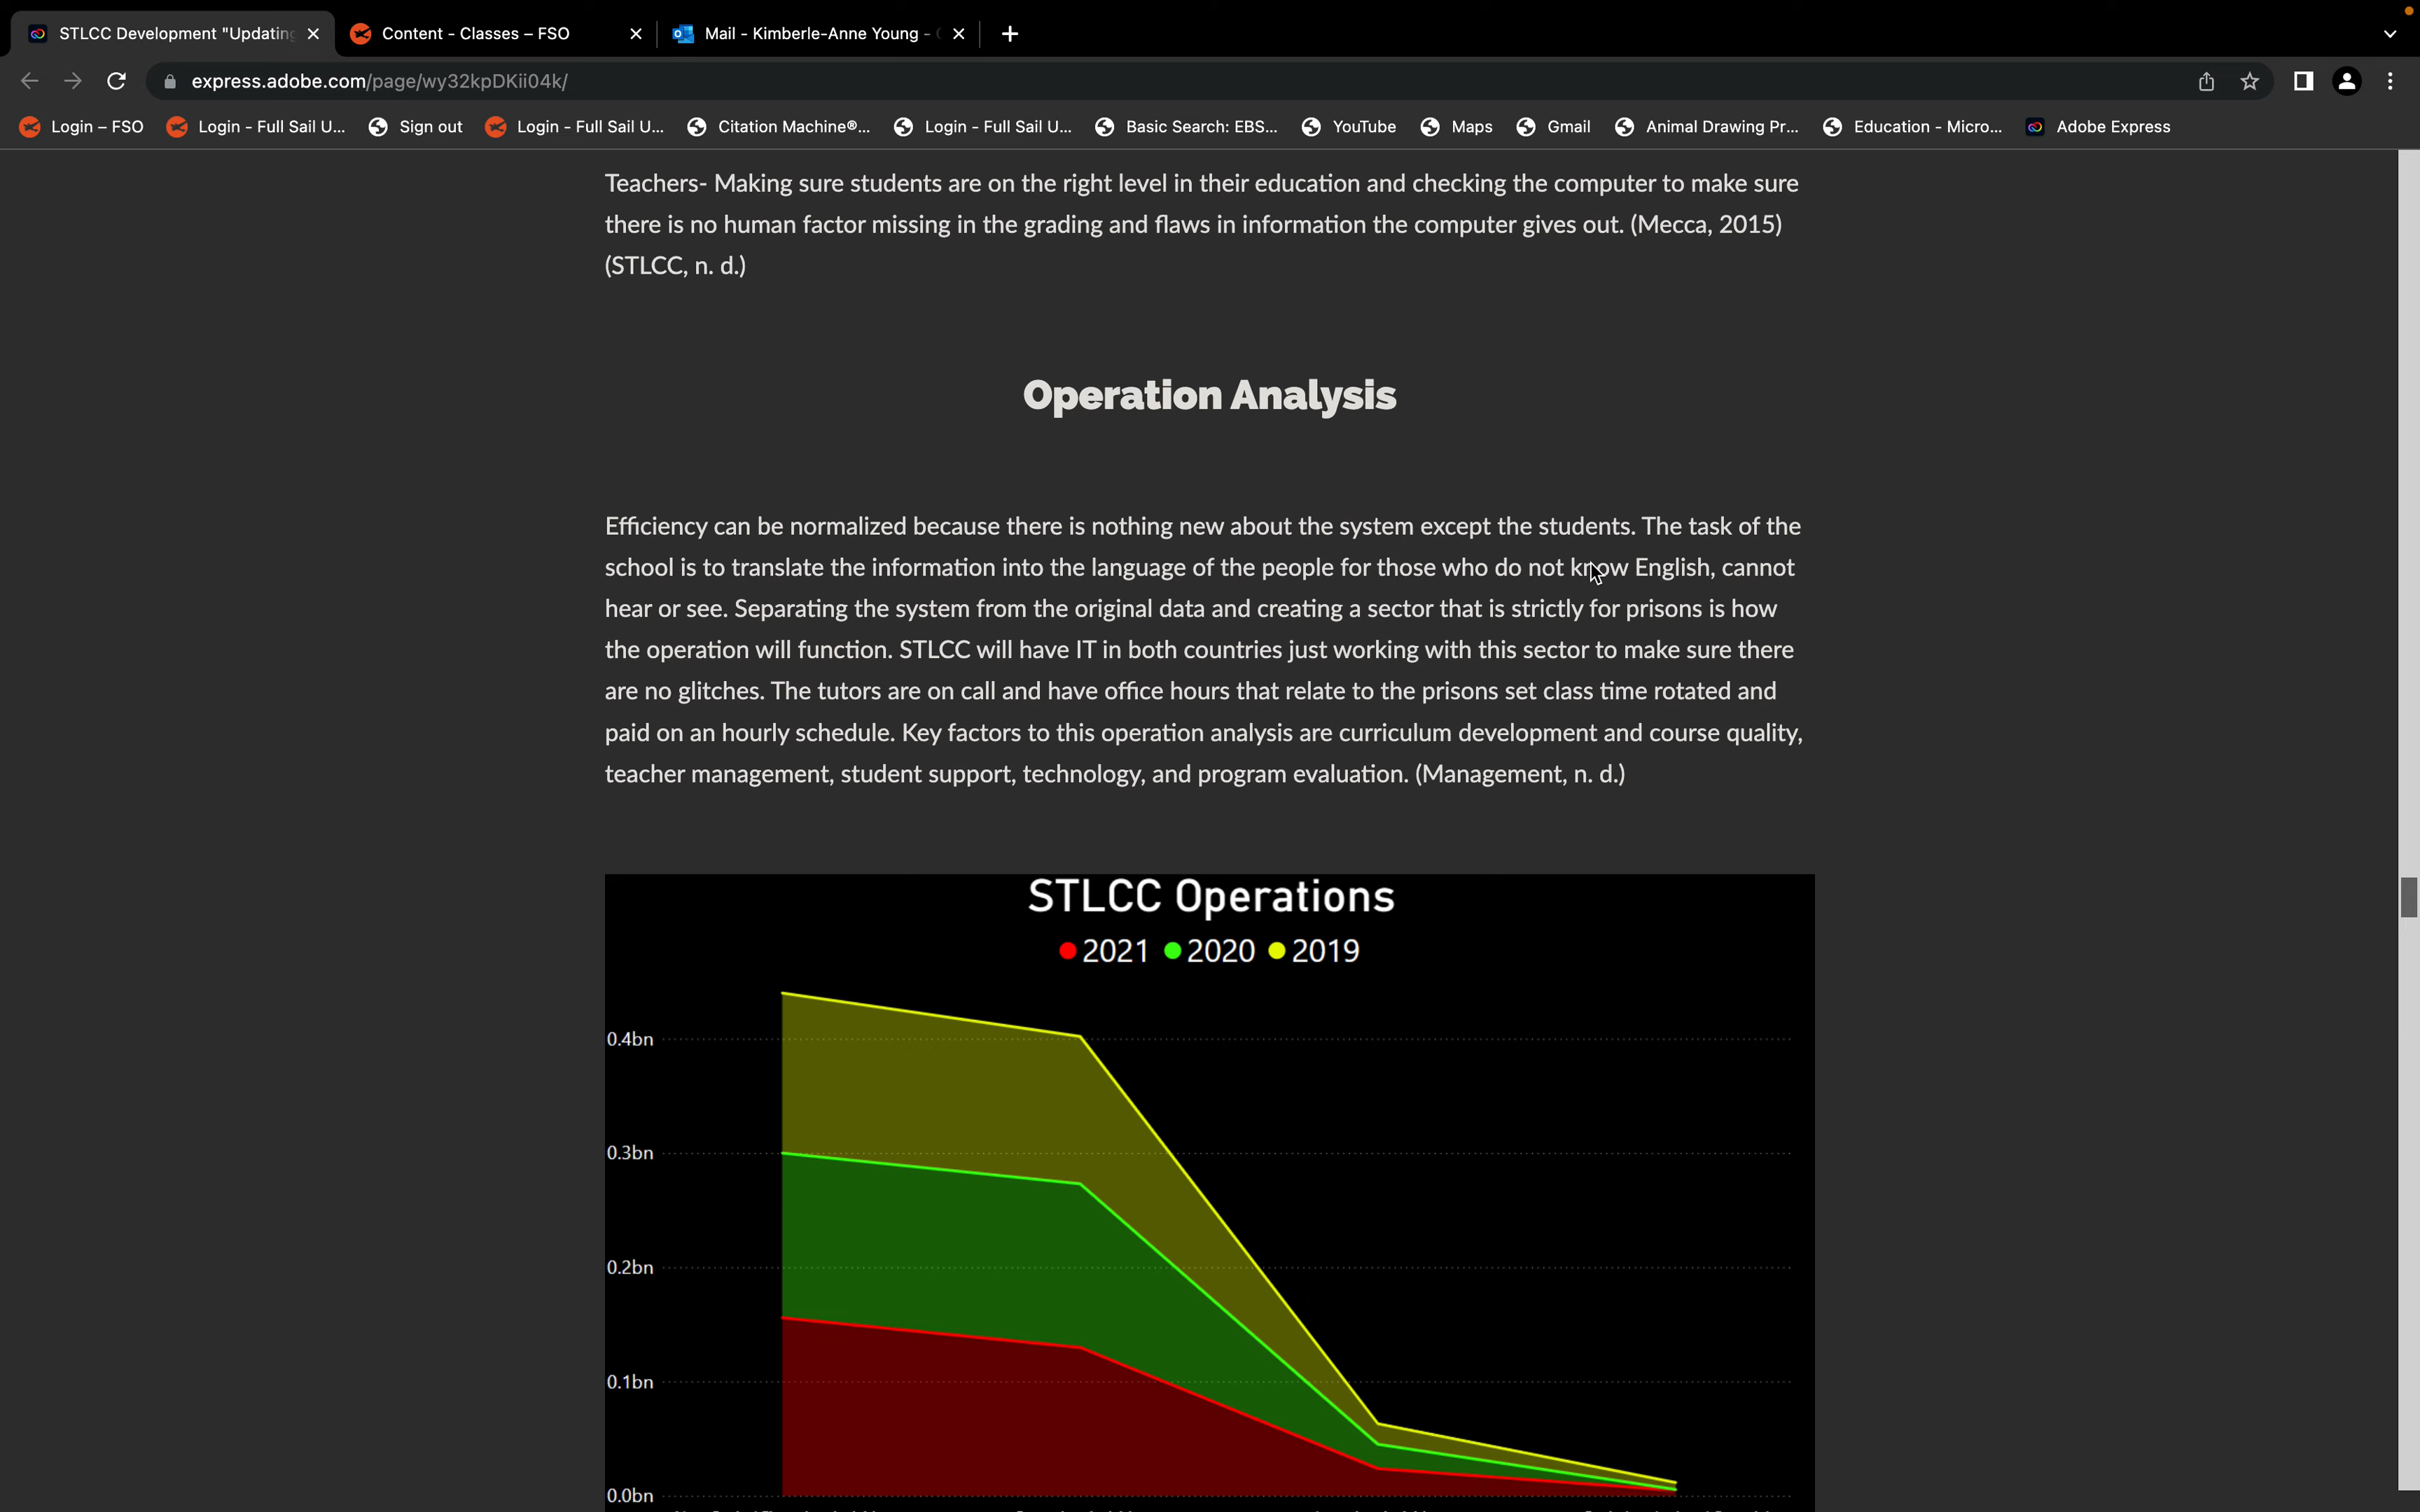 STLCC Development "Updating
Content - Classes – FSO
Mail - Kimberle-Anne Young -
express.adobe.com/page/wy32kpDKii04k/
Login – FSO
Login - Full Sail U...
Sign out
Login - Full Sail U...
Citation Machine®...
Login - Full Sail U...
Basic Search: EBS...
YouTube
Maps
Gmail
Animal Drawing Pr...
Education - Micro...
Adobe Express
Teachers- Making sure students are on the right level in their education and checking the computer to make sure
there is no human factor missing in the grading and flaws in information the computer gives out. (Mecca, 2015)
(STLCC, n. d.)
Operation Analysis
Efficiency can be normalized because there is nothing new about the system except the students. The task of the
school is to translate the information into the language of the people for those who do not know English, cannot
hear or see. Separating the system from the original data and creating a sector that is strictly for prisons is how
the operation will function. STLCC will have IT in both countries just working with this sector to make sure there
are no glitches. The tutors are on call and have office hours that relate to the prisons set class time rotated and
paid on an hourly schedule. Key factors to this operation analysis are curriculum development and course quality,
teacher management, student support, technology, and program evaluation. (Management, n. d.)
STLCC Operations
2021 2020 2019
0.4bn
0.3bn
0.2bn
0.1bn
0.0bn